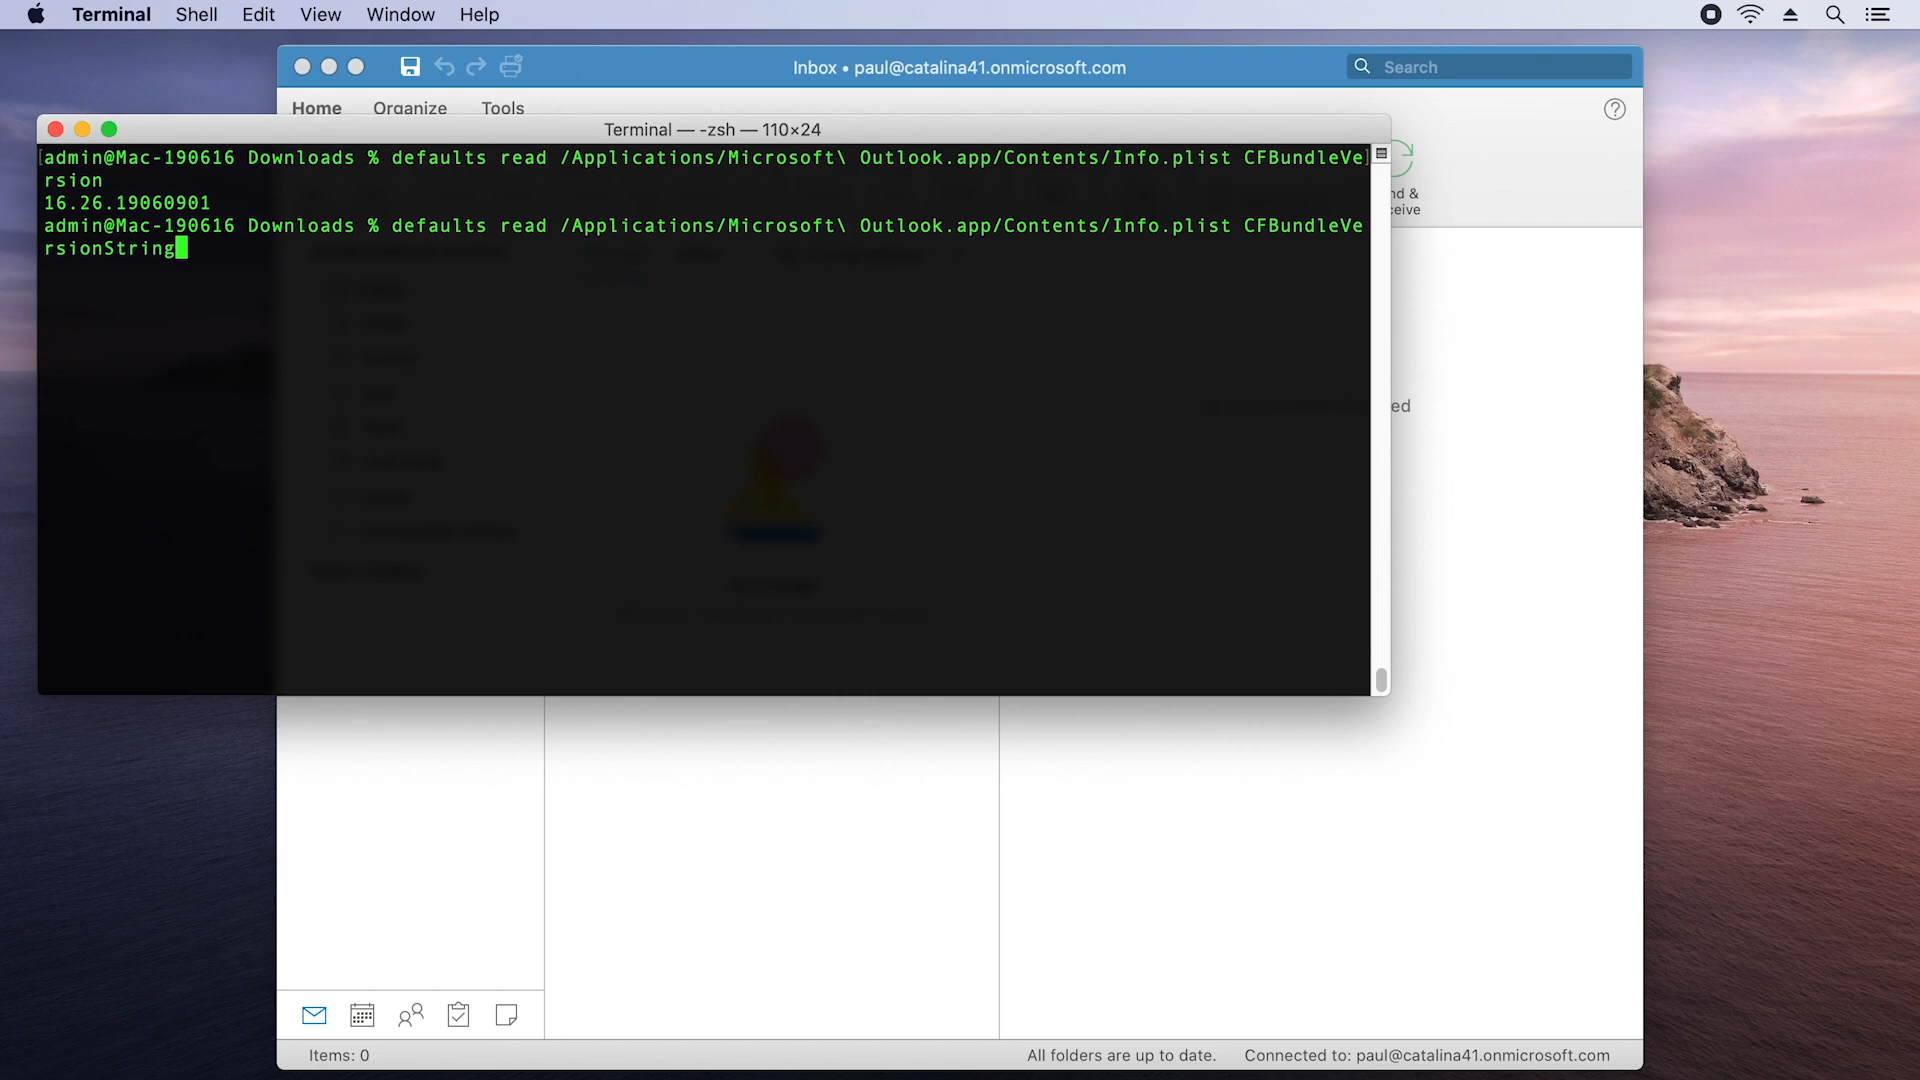 Terminal Shell Edit View Window Help
Inbox • paul@catalina41.onmicrosoft.com
Search
Home Organize Tools
Terminal — -zsh — 110×24
[admin@Mac-190616 Downloads % defaults read /Applications/Microsoft\ Outlook.app/Contents/Info.plist CFBundleVe]
rsion
16.26.19060901
admin@Mac-190616 Downloads % defaults read /Applications/Microsoft\ Outlook.app/Contents/Info.plist CFBundleVe
rsionString
nd &
ceive
ed
Items: 0
All folders are up to date. Connected to: paul@catalina41.onmicrosoft.com